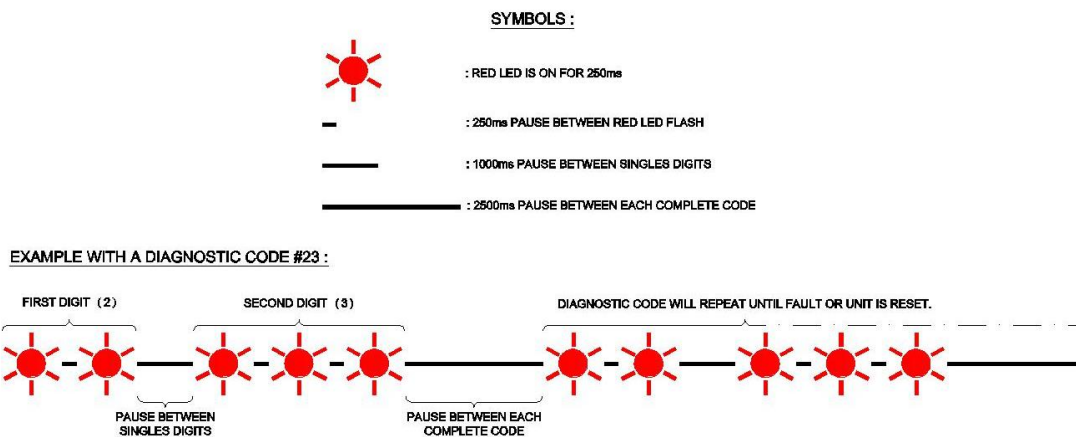 SYMBOLS :
: RED LED IS ON FOR 250ms
: 250ms PAUSE BETWEEN RED LED FLASH
: 1000ms PAUSE BETWEEN SINGLES DIGITS
: 2500ms PAUSE BETWEEN EACH COMPLETE CODE
EXAMPLE WITH A DIAGNOSTIC CODE #23 :
FIRST DIGIT (2)
SECOND DIGIT (3)
DIAGNOSTIC CODE WILL REPEAT UNTIL FAULT OR UNIT IS RESET.
PAUSE BETWEEN
SINGLES DIGITS
PAUSE BETWEEN EACH
COMPLETE CODE